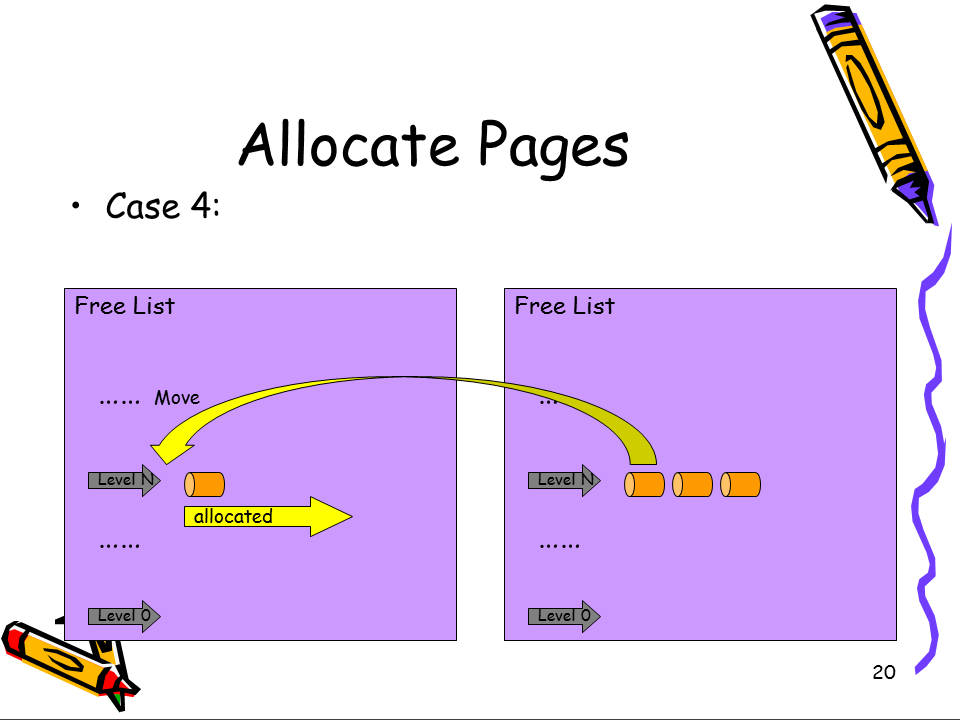 Allocate Pages
• Case 4:
Free List
…… Move
Level N
allocated
……
Level 0
Free List
……
Level N
……
Level 0
20